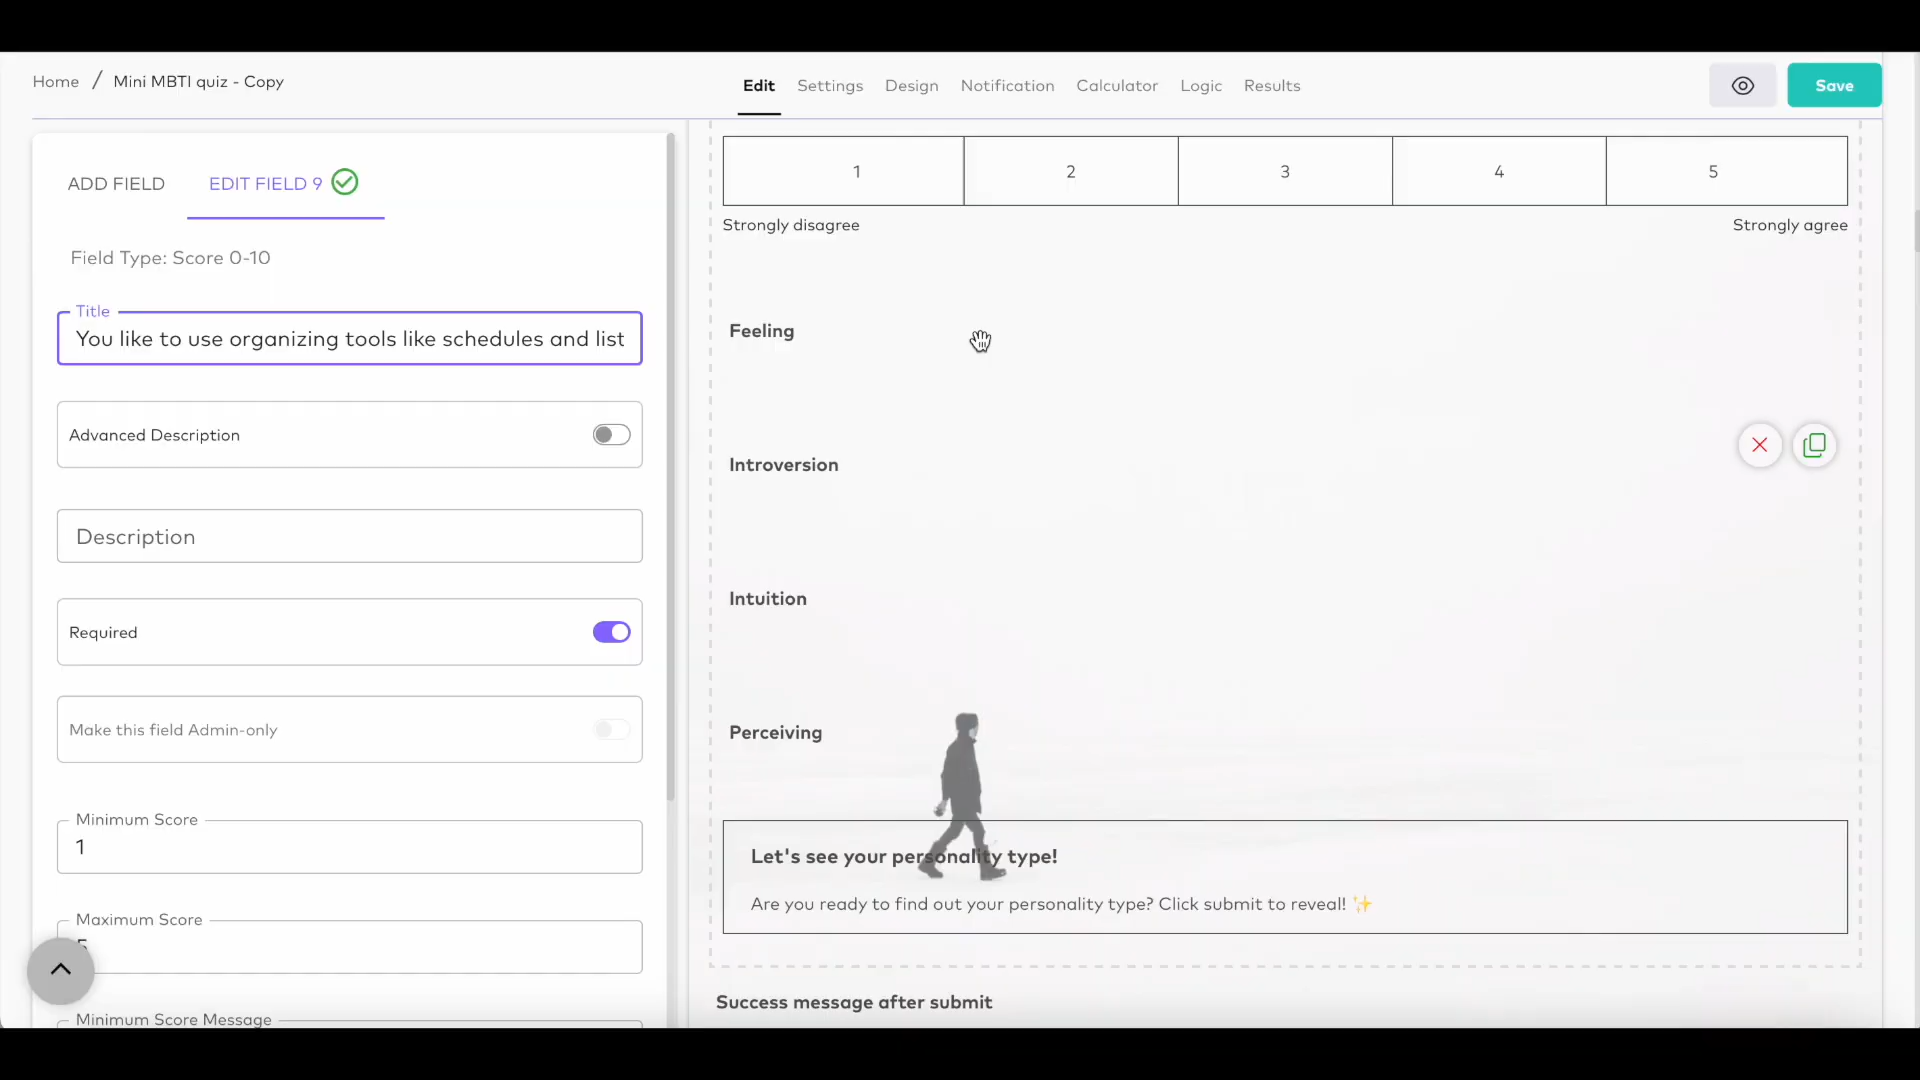 Home / Mini MBTI quiz - Copy
Edit Settings Design Notification Calculator Logic Results
Save
ADD FIELD EDIT FIELD 9
Field Type: Score 0-10
Title
You like to use organizing tools like schedules and list
Advanced Description
Description
Required
Make this field Admin-only
Minimum Score
1
Maximum Score
5
Minimum Score Message
1 2 3 4 5
Strongly disagree Strongly agree
Feeling
Introversion
Intuition
Perceiving
Let's see your personality type!
Are you ready to find out your personality type? Click submit to reveal! ✨
Success message after submit